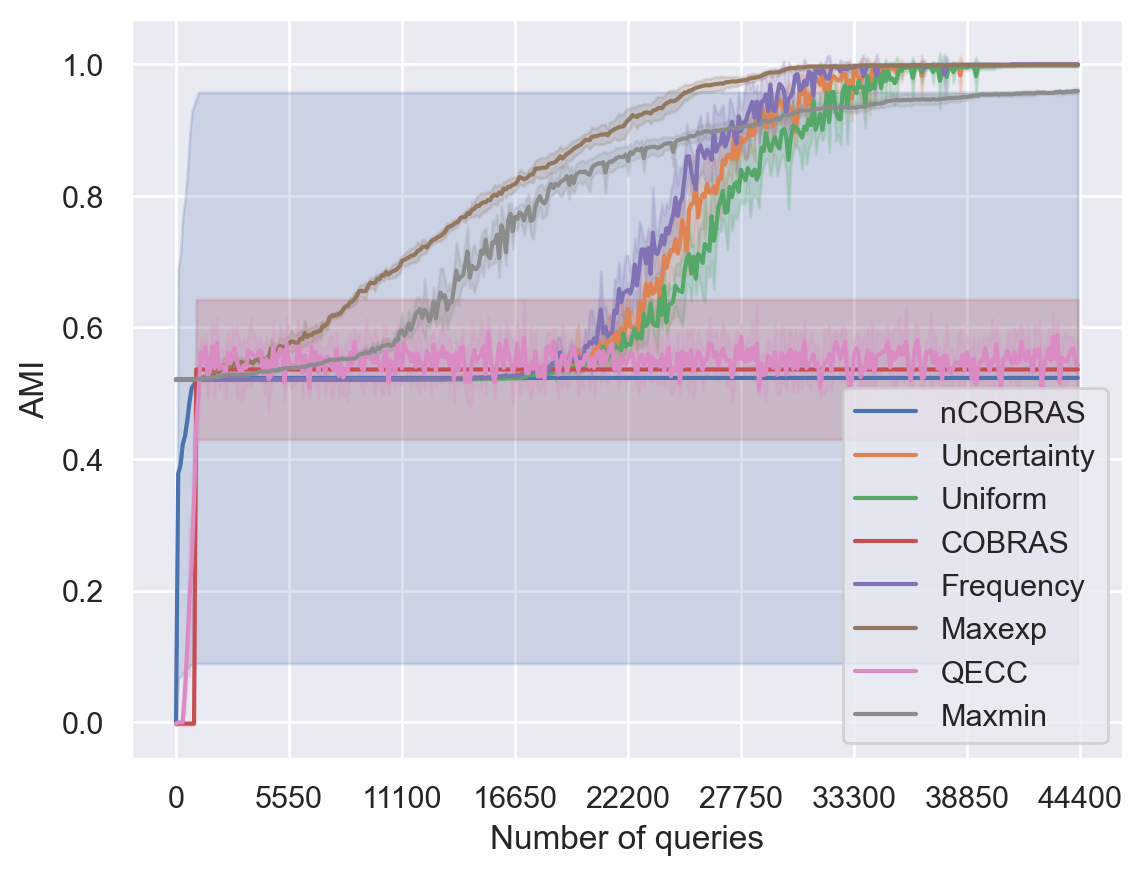 1.0
0.8
0.6
0.4
0.2
0.0
AMI
0 5550 11100 16650 22200 27750 33300 38850 44400
Number of queries
nCOBRAS
Uncertainty
Uniform
COBRAS
Frequency
Maxexp
QECC
Maxmin